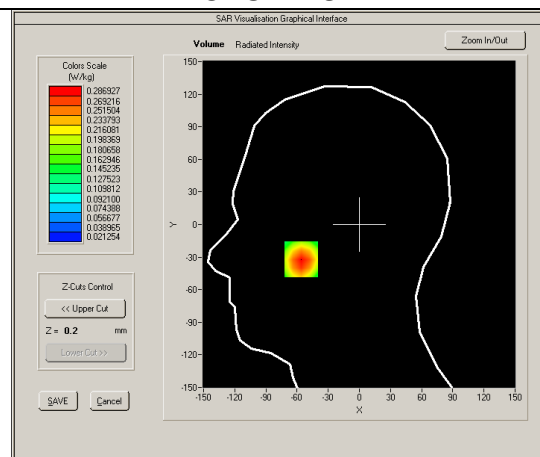 SAR Visualisation Graphical Interface
Volume Radiated Intensity
Zoom In/Out
Colors Scale
(W/kg)
0.286927
0.269216
0.251504
0.233793
0.216081
0.198369
0.180658
0.162946
0.145235
0.127523
0.109812
0.092100
0.074388
0.056677
0.038965
0.021254
Z-Cuts Control
<< Upper Cut
Z = 0.2 mm
Lower Cut >>
SAVE Cancel
150
120
90
60
30
Y 0
-30
-60
-90
-120
-150
-150 -120 -90 -60 -30 0 30 60 90 120 150
X